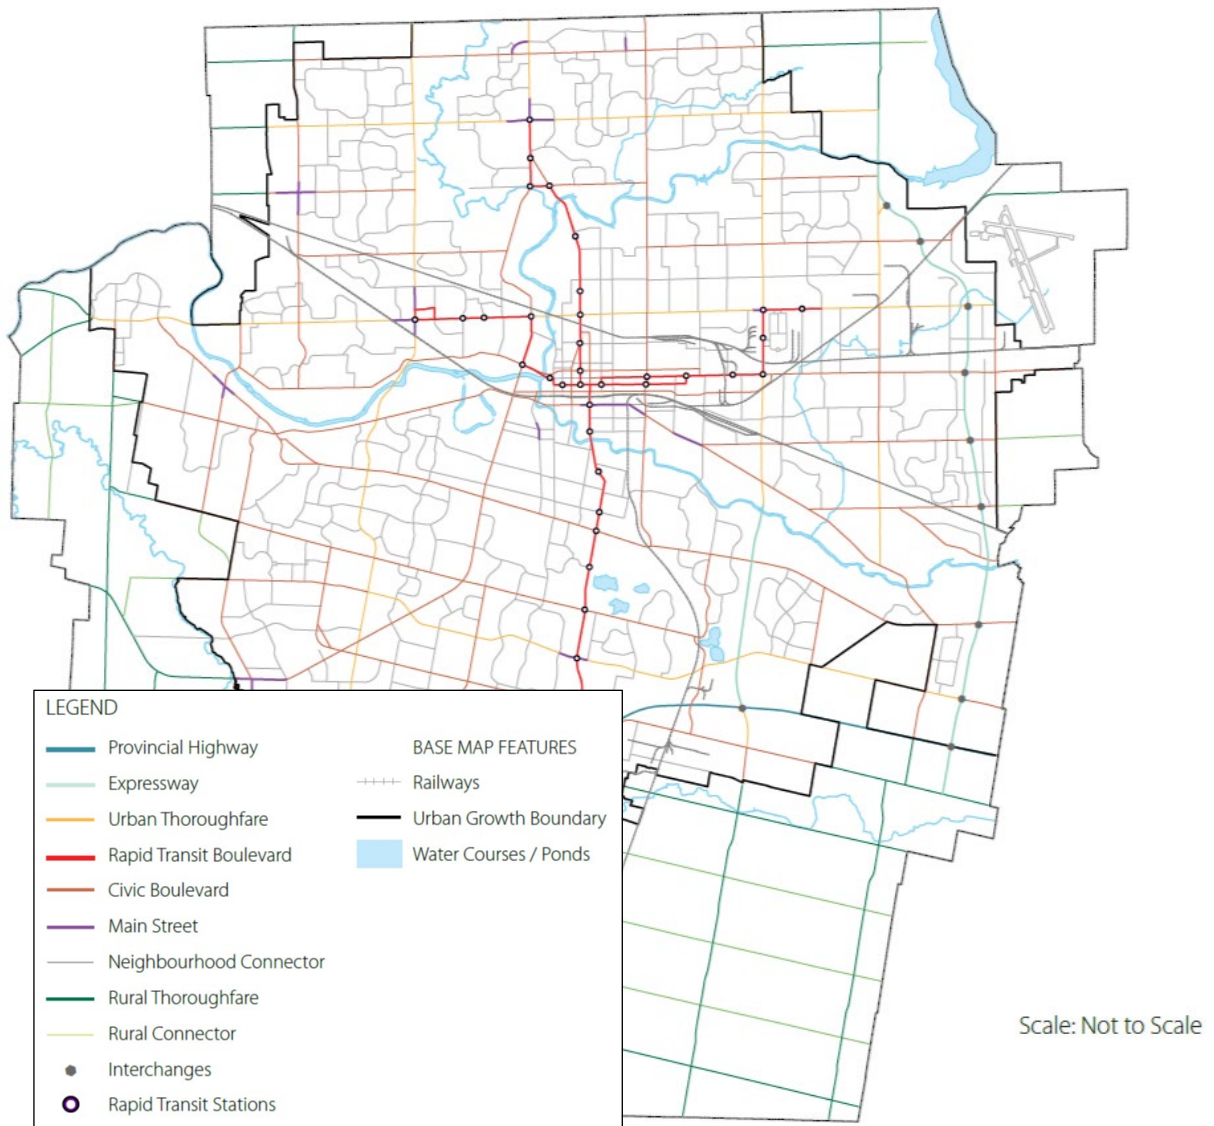 LEGEND
Provincial Highway
Expressway
Urban Thoroughfare
Rapid Transit Boulevard
Civic Boulevard
Main Street
Neighbourhood Connector
Rural Thoroughfare
Rural Connector
Interchanges
Rapid Transit Stations
BASE MAP FEATURES
Railways
Urban Growth Boundary
Water Courses / Ponds
Scale: Not to Scale